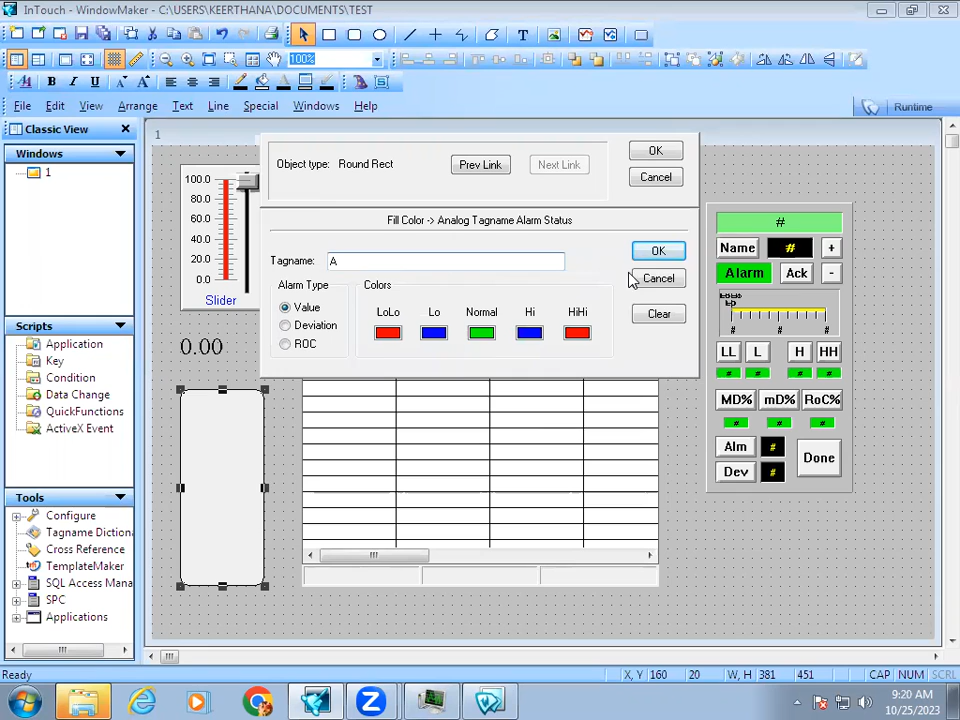 InTouch - WindowMaker - C:\USERS\KEERTHANA\DOCUMENTS\TEST
100%
File Edit View Arrange Text Line Special Windows Help
Runtime
Classic View
Windows
1
Scripts
Application
Key
Condition
Data Change
QuickFunctions
ActiveX Event
Tools
Configure
Tagname Dictiona
Cross Reference
TemplateMaker
SQL Access Mana
SPC
Applications
1
100.0
80.0
60.0
40.0
20.0
0.0
Slider
0.00
Object type: Round Rect
Prev Link
Next Link
OK
Cancel
Fill Color -> Analog Tagname Alarm Status
Tagname: A
OK
Cancel
Clear
Alarm Type
Value
Deviation
ROC
Colors
LoLo Lo Normal Hi HiHi
#
Name # +
Alarm Ack -
# # #
LL L H HH
# # # #
MD% mD% RoC%
# # #
Alm #
Dev #
Done
Ready
X, Y 160 20 W, H 381 451 CAP NUM SCRL
9:20 AM
10/25/2023